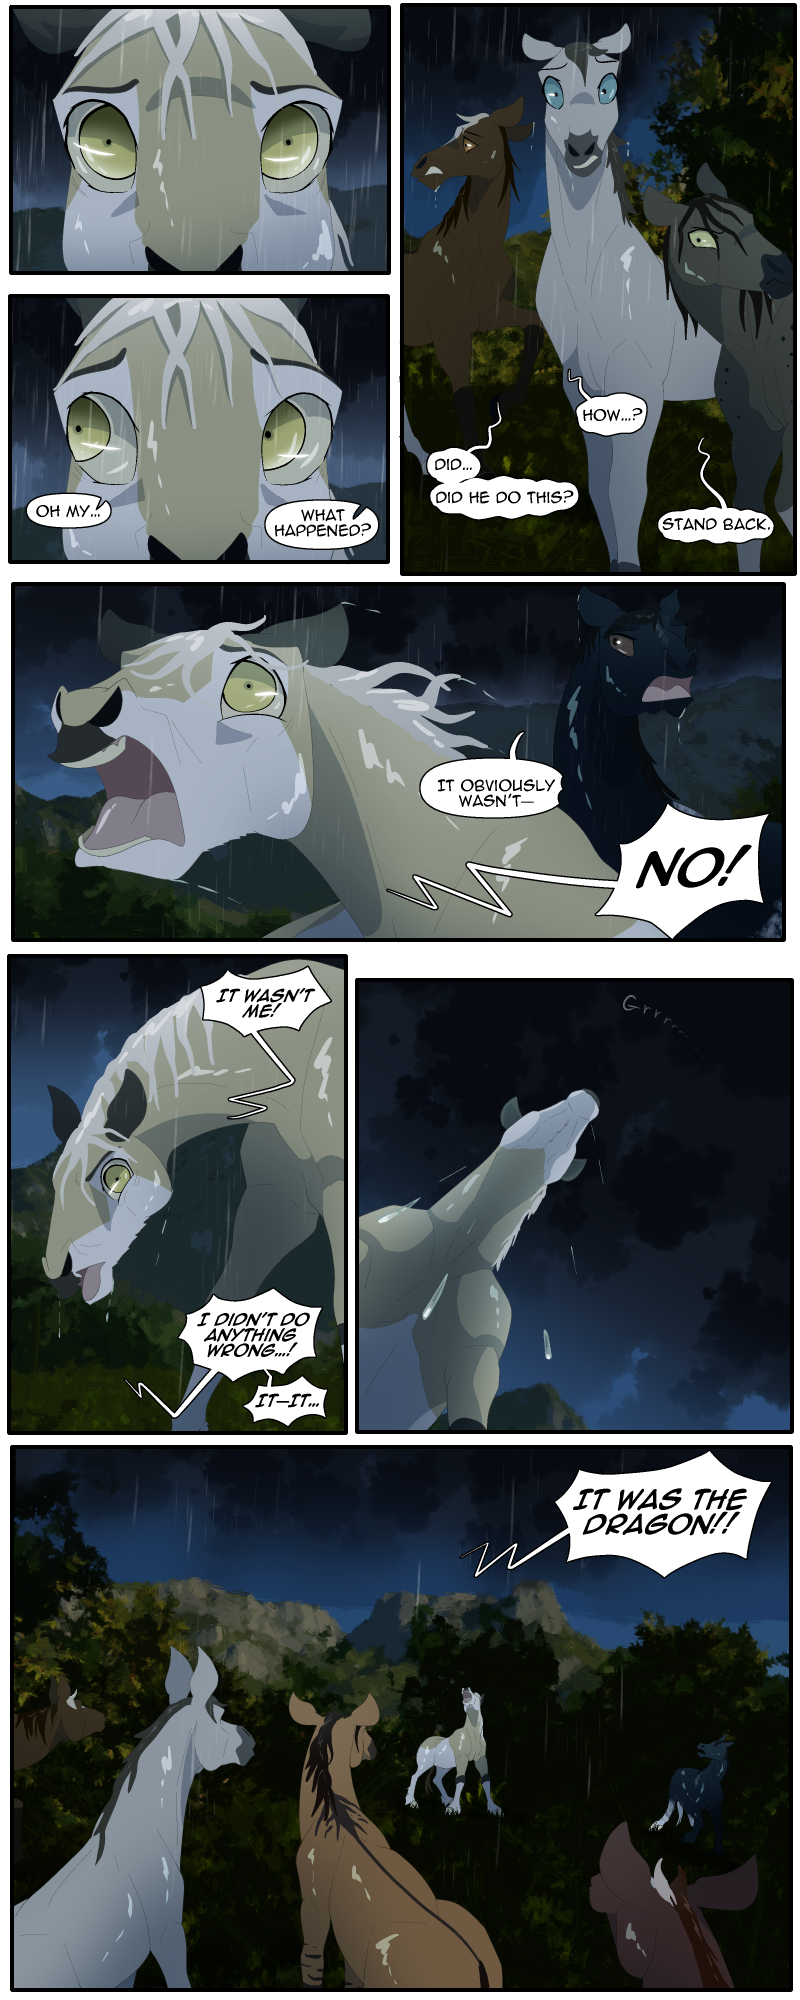 OH MY...
WHAT
HAPPENED?
HOW...?
DID...
DID HE DO THIS?
STAND BACK.
IT OBVIOUSLY
WASN'T—
NO!
IT WASN'T
ME!
I DIDN'T DO
ANYTHING
WRONG...!
IT—IT...
Grrr......
IT WAS THE
DRAGON!!